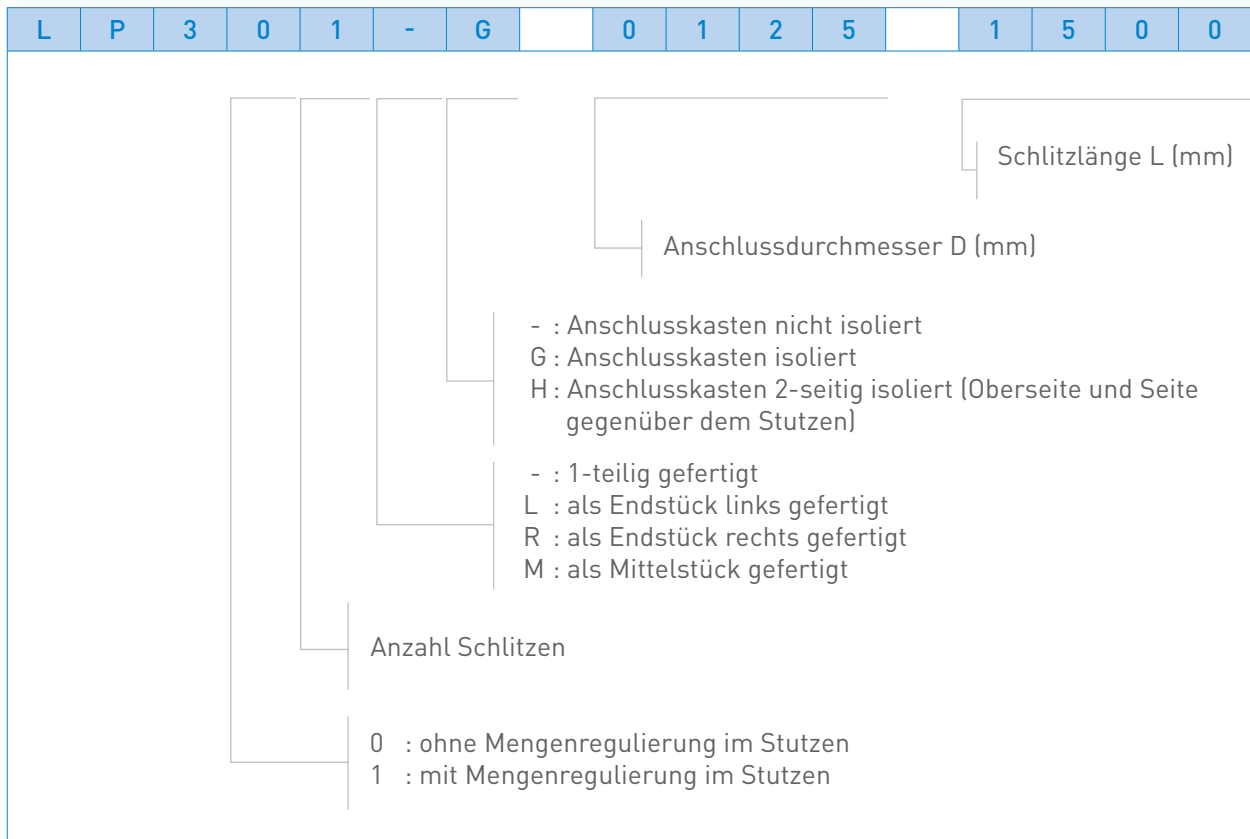 L P 3 0 1 - G 0 1 2 5 1 5 0 0
Schlitzlänge L (mm)
Anschlussdurchmesser D (mm)
- : Anschlusskasten nicht isoliert
G : Anschlusskasten isoliert
H : Anschlusskasten 2-seitig isoliert (Oberseite und Seite
gegenüber dem Stutzen)
- : 1-teilig gefertigt
L : als Endstück links gefertigt
R : als Endstück rechts gefertigt
M : als Mittelstück gefertigt
Anzahl Schlitzen
0 : ohne Mengenregulierung im Stutzen
1 : mit Mengenregulierung im Stutzen